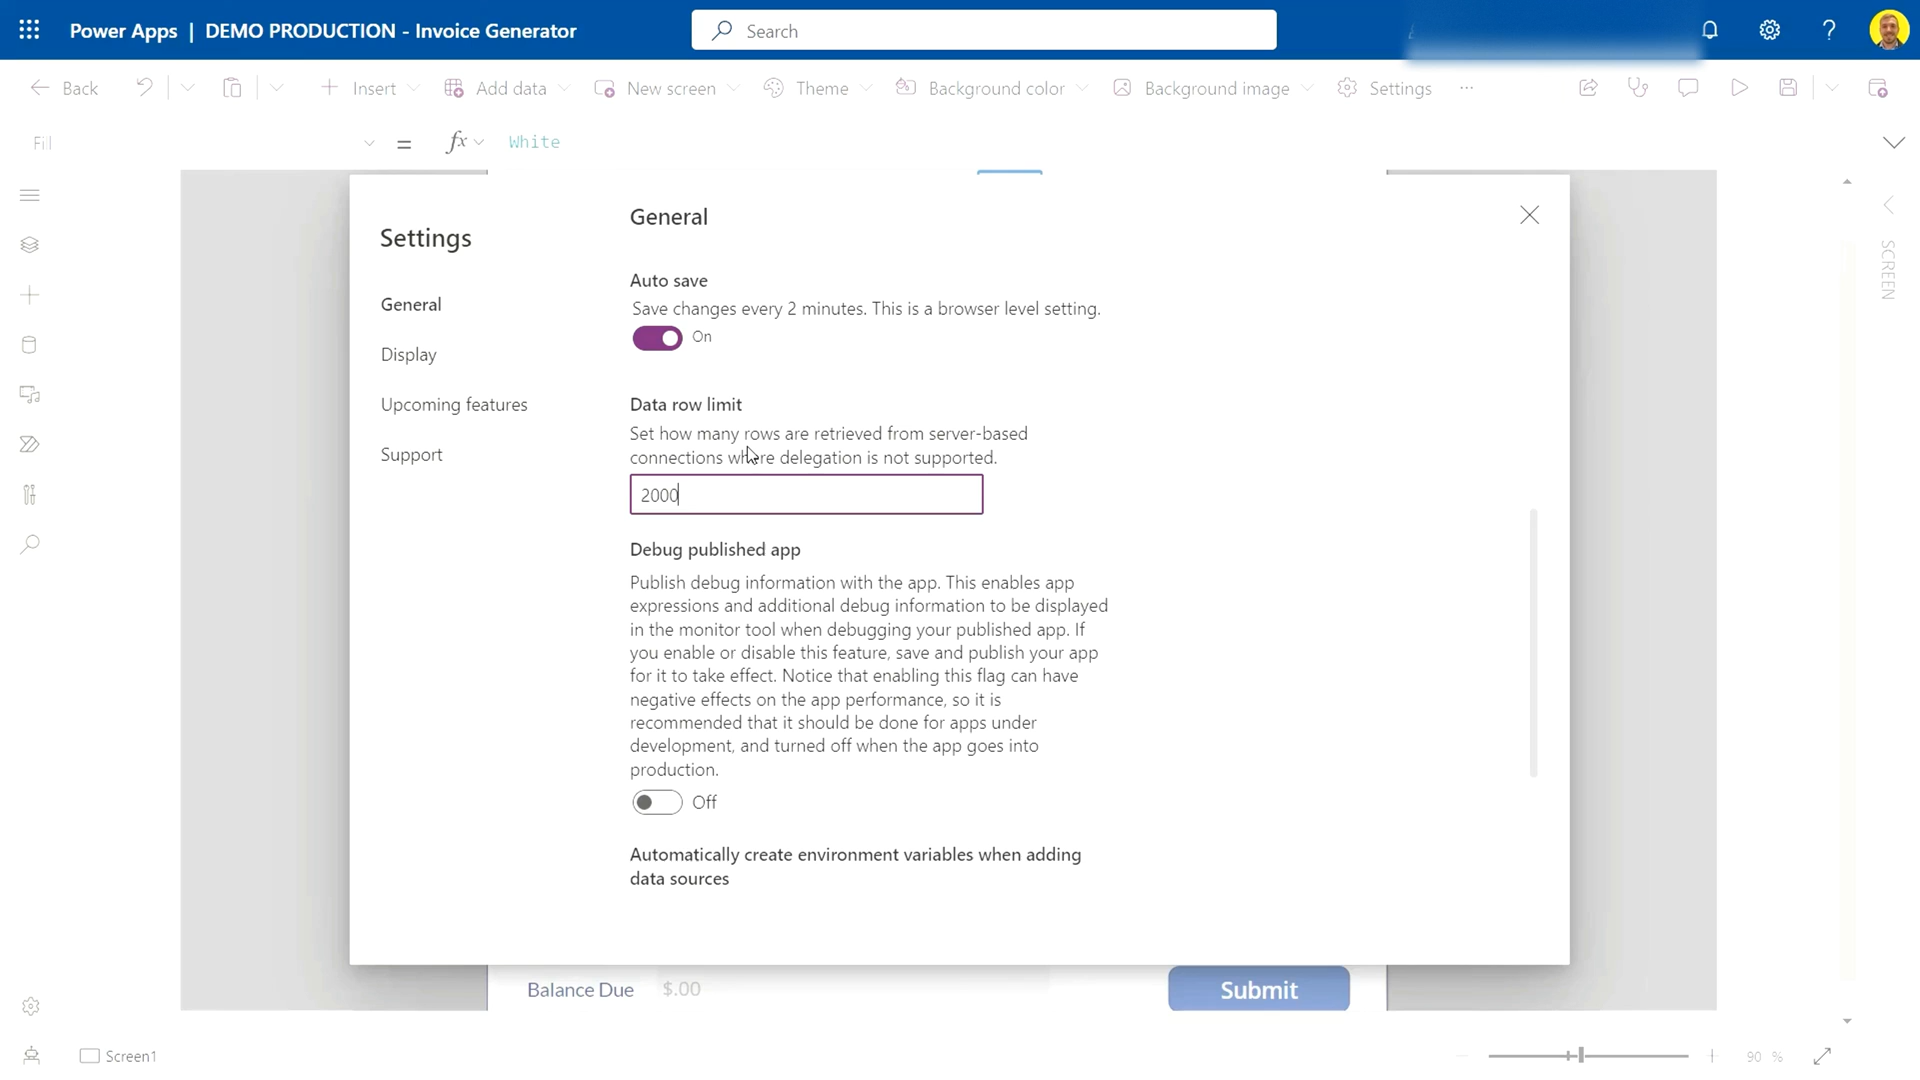 Power Apps | DEMO PRODUCTION - Invoice Generator
Search
?
Back
Insert
Add data
New screen
Theme
Background color
Background image
Settings
...
Fill
=
fx
White
SCREEN
Settings
General
Display
Upcoming features
Support
General
Auto save
Save changes every 2 minutes. This is a browser level setting.
On
Data row limit
Set how many rows are retrieved from server-based
connections where delegation is not supported.
2000
Debug published app
Publish debug information with the app. This enables app
expressions and additional debug information to be displayed
in the monitor tool when debugging your published app. If
you enable or disable this feature, save and publish your app
for it to take effect. Notice that enabling this flag can have
negative effects on the app performance, so it is
recommended that it should be done for apps under
development, and turned off when the app goes into
production.
Off
Automatically create environment variables when adding
data sources
Balance Due $.00
Submit
Screen1
90 %